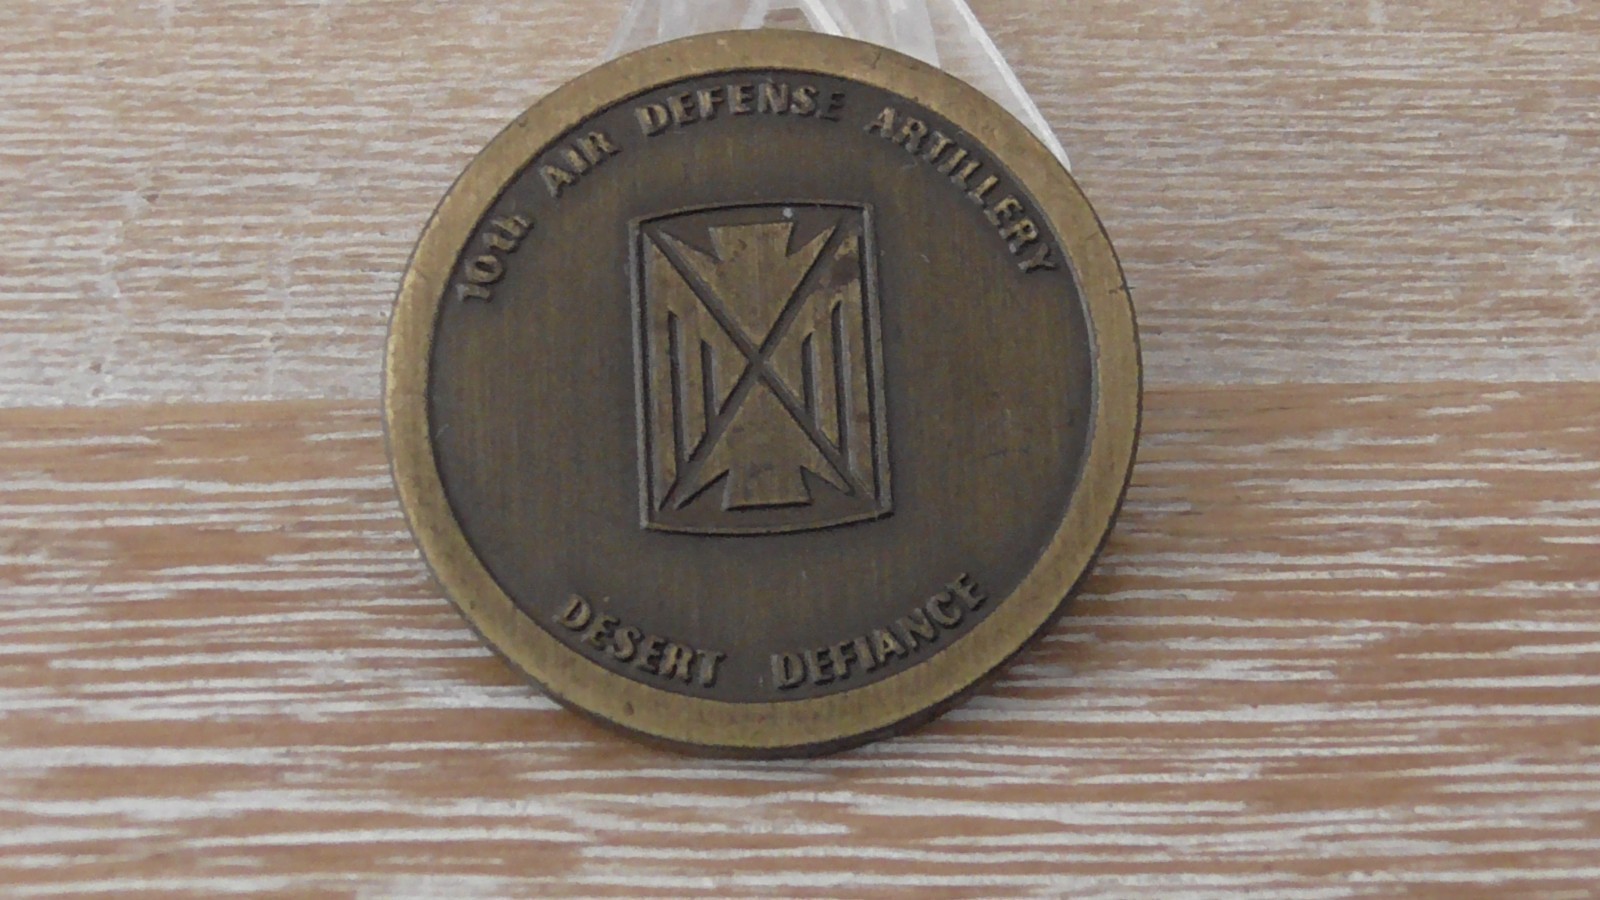 10th AIR DEFENSE ARTILLERY
DESERT DEFIANCE